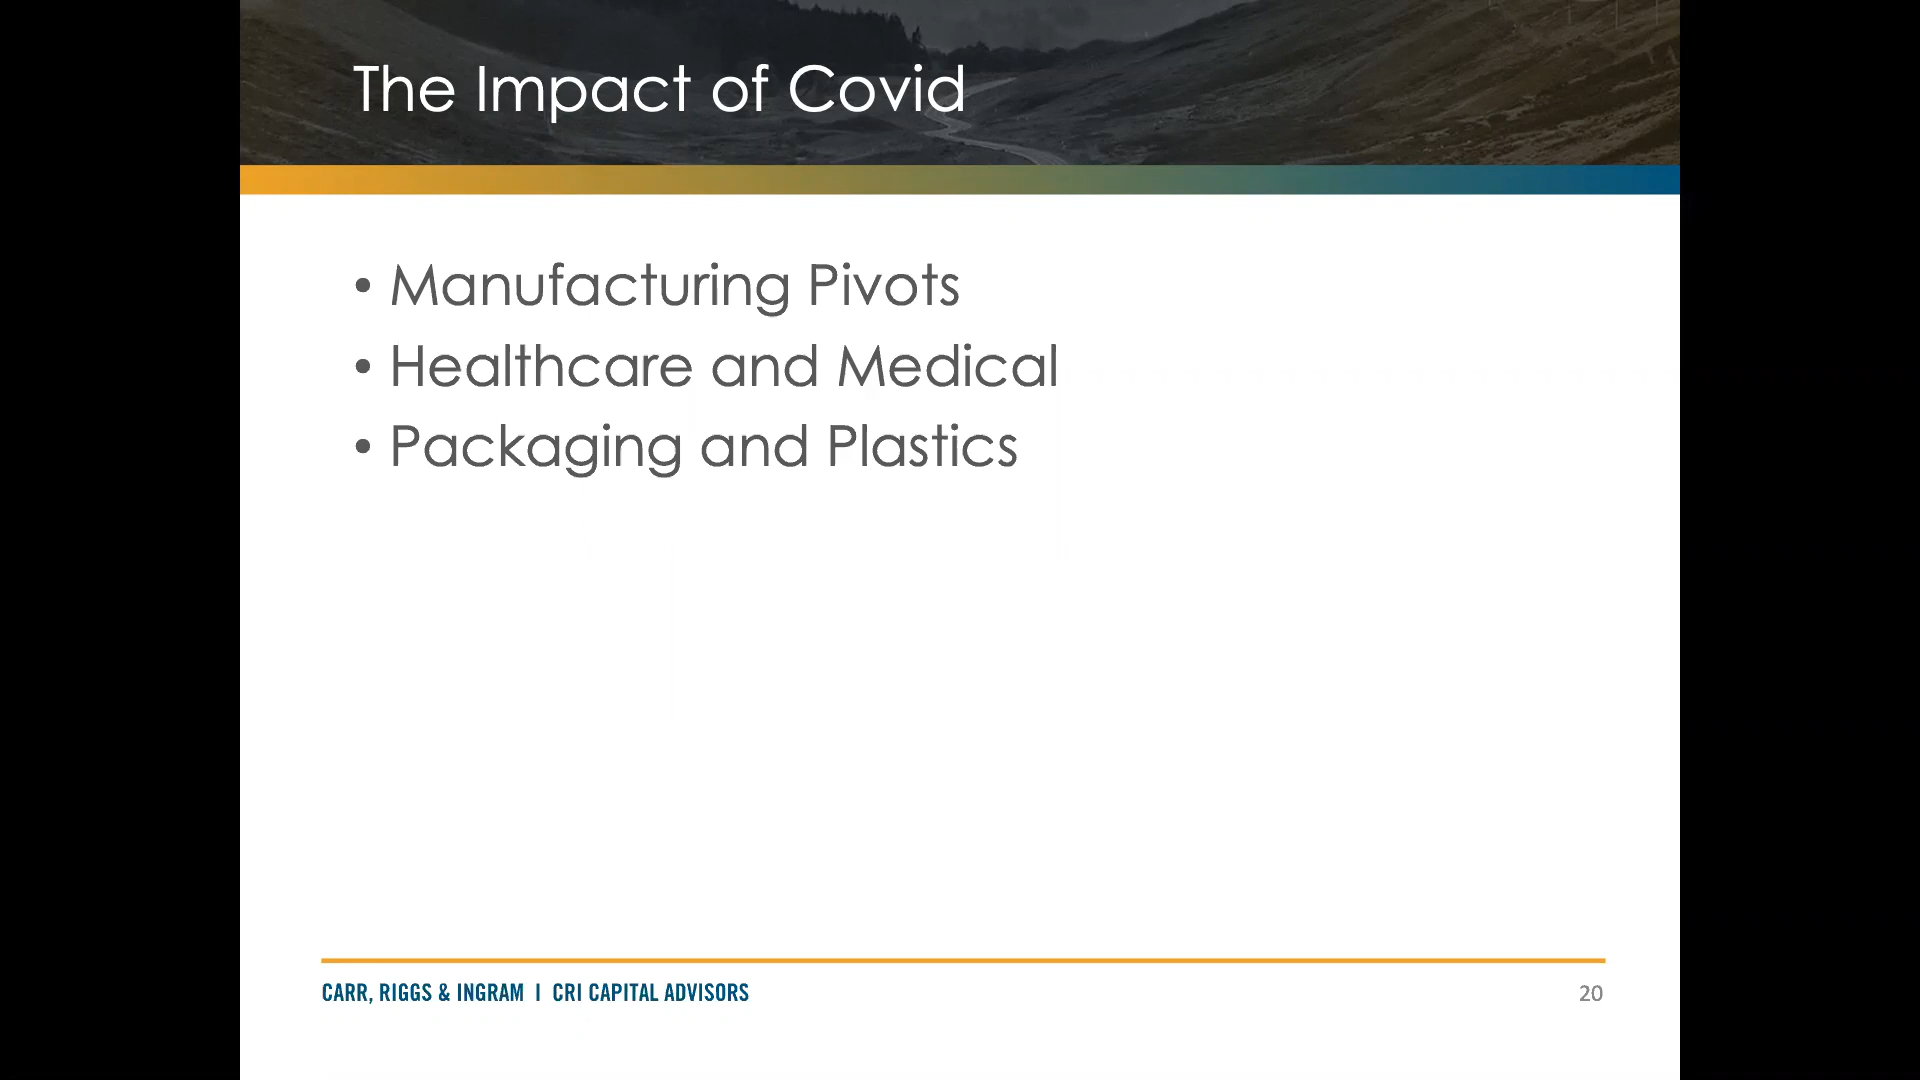 The Impact of Covid
• Manufacturing Pivots
• Healthcare and Medical
• Packaging and Plastics
CARR, RIGGS & INGRAM I CRI CAPITAL ADVISORS
20